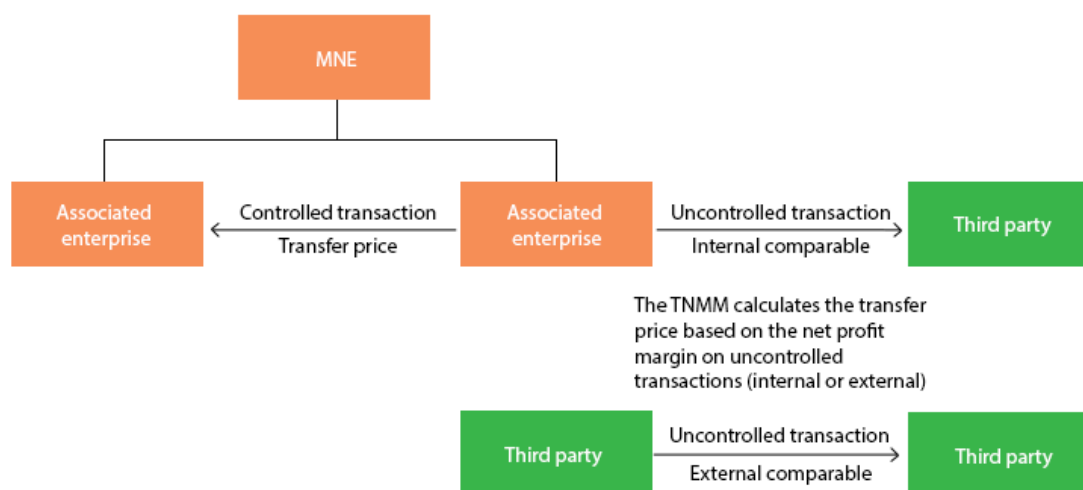 MNE
Associated
enterprise
Controlled transaction
Transfer price
Associated
enterprise
Uncontrolled transaction
Internal comparable
Third party
The TNMM calculates the transfer
price based on the net profit
margin on uncontrolled
transactions (internal or external)
Third party
Uncontrolled transaction
External comparable
Third party